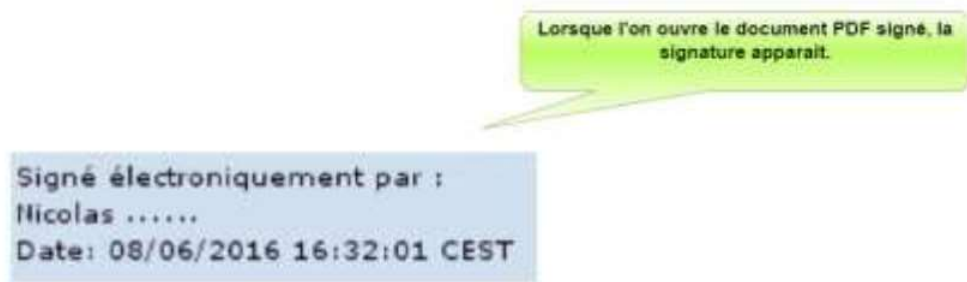 Lorsque l'on ouvre le document PDF signé, la
signature apparait.
Signé électroniquement par :
Nicolas ......
Date: 08/06/2016 16:32:01 CEST